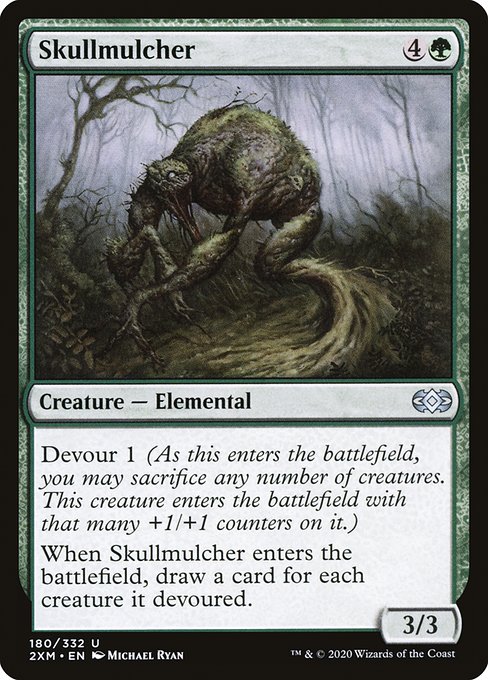 Skullmulcher 4
Creature — Elemental
Devour 1 (As this enters the battlefield,
you may sacrifice any number of creatures.
This creature enters the battlefield with
that many +1/+1 counters on it.)
When Skullmulcher enters the
battlefield, draw a card for each
creature it devoured.
3/3
180/332 U
2XM • EN Michael Ryan ™ & © 2020 Wizards of the Coast